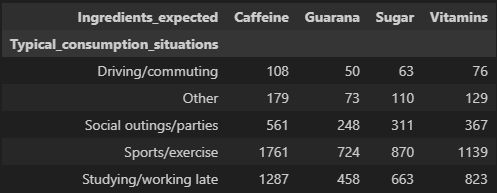 Ingredients_expected Caffeine Guarana Sugar Vitamins
Typical_consumption_situations
Driving/commuting 108 50 63 76
Other 179 73 110 129
Social outings/parties 561 248 311 367
Sports/exercise 1761 724 870 1139
Studying/working late 1287 458 663 823